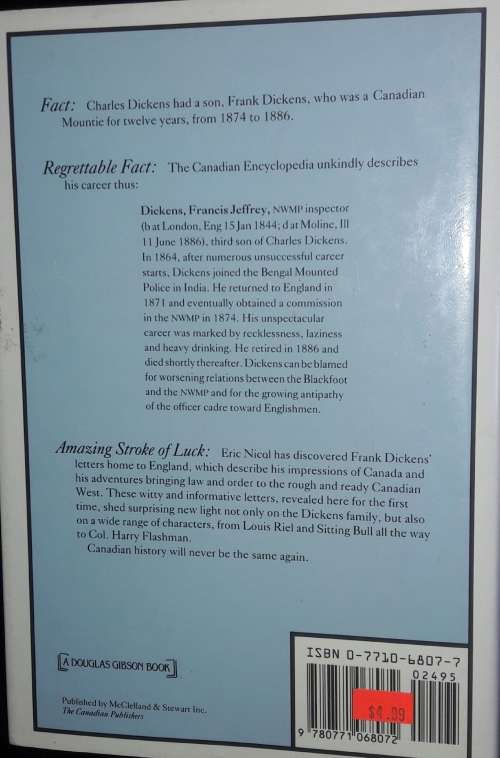 Fact: Charles Dickens had a son, Frank Dickens, who was a Canadian
Mountie for twelve years, from 1874 to 1886.
Regrettable Fact: The Canadian Encyclopedia unkindly describes
his career thus:
Dickens, Francis Jeffrey, NWMP inspector
(b at London, Eng 15 Jan 1844; d at Moline, Ill
11 June 1886), third son of Charles Dickens.
In 1864, after numerous unsuccessful career
starts, Dickens joined the Bengal Mounted
Police in India. He returned to England in
1871 and eventually obtained a commission
in the NWMP in 1874. His unspectacular
career was marked by recklessness, laziness
and heavy drinking. He retired in 1886 and
died shortly thereafter. Dickens can be blamed
for worsening relations between the Blackfoot
and the NWMP and for the growing antipathy
of the officer cadre toward Englishmen.
Amazing Stroke of Luck: Eric Nicol has discovered Frank Dickens'
letters home to England, which describe his impressions of Canada and
his adventures bringing law and order to the rough and ready Canadian
West. These witty and informative letters, revealed here for the first
time, shed surprising new light not only on the Dickens family, but also
on a wide range of characters, from Louis Riel and Sitting Bull all the way
to Col. Harry Flashman.
Canadian history will never be the same again.
A DOUGLAS GIBSON BOOK
Published by McClelland & Stewart Inc.
The Canadian Publishers
ISBN 0-7710-6807-7
02495
$4.99
9 780771 068072